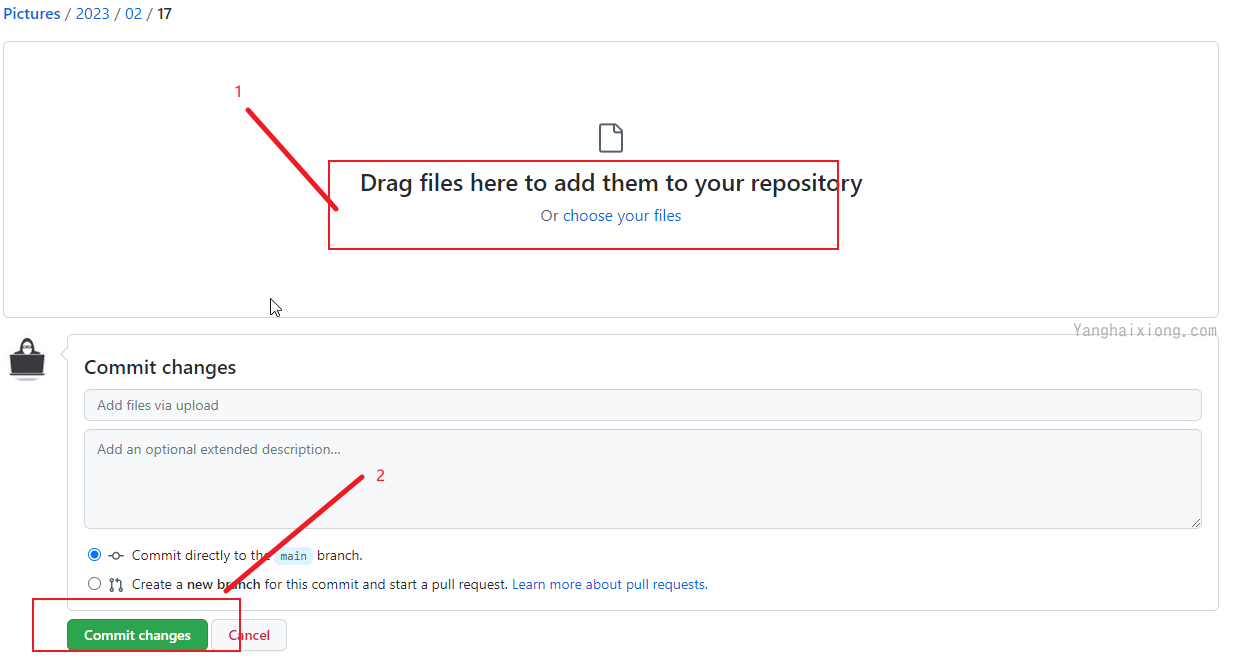 Pictures / 2023 / 02 / 17
1
Drag files here to add them to your repository
Or choose your files
Yanghaixiong.com
Commit changes
Add files via upload
Add an optional extended description...
2
Commit directly to the main branch.
Create a new branch for this commit and start a pull request. Learn more about pull requests.
Commit changes
Cancel